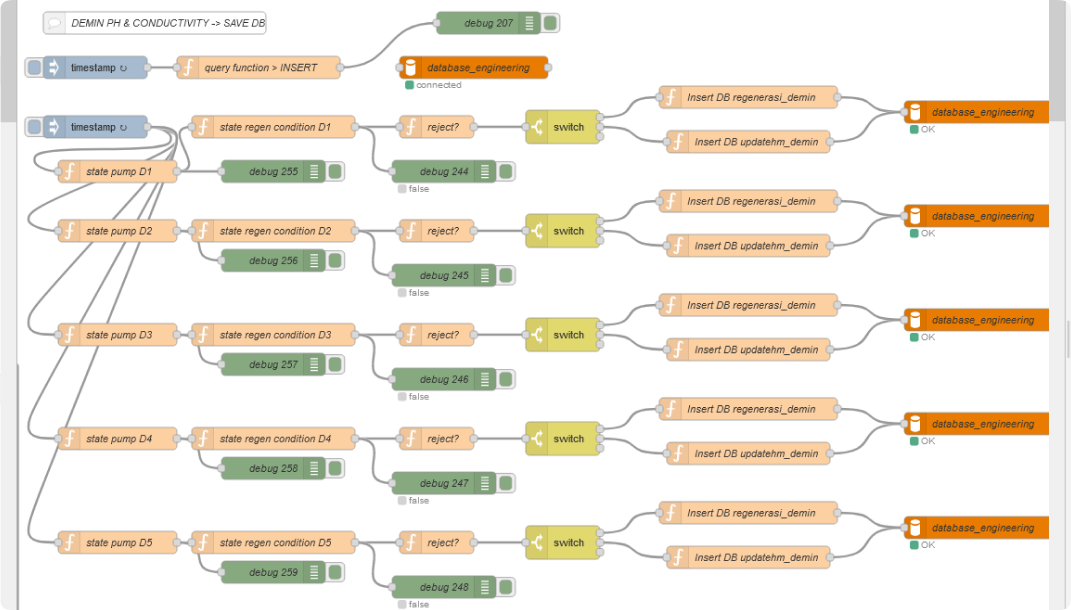 DEMIN PH & CONDUCTIVITY -> SAVE DB
debug 207
timestamp ↻
query function > INSERT
database_engineering
connected
timestamp ↻
state regen condition D1
reject?
switch
Insert DB regenerasi_demin
Insert DB updatehm_demin
database_engineering
OK
state pump D1
debug 255
debug 244
false
state pump D2
state regen condition D2
reject?
switch
Insert DB regenerasi_demin
Insert DB updatehm_demin
database_engineering
OK
debug 256
debug 245
false
state pump D3
state regen condition D3
reject?
switch
Insert DB regenerasi_demin
Insert DB updatehm_demin
database_engineering
OK
debug 257
debug 246
false
state pump D4
state regen condition D4
reject?
switch
Insert DB regenerasi_demin
Insert DB updatehm_demin
database_engineering
OK
debug 258
debug 247
false
state pump D5
state regen condition D5
reject?
switch
Insert DB regenerasi_demin
Insert DB updatehm_demin
database_engineering
OK
debug 259
debug 248
false